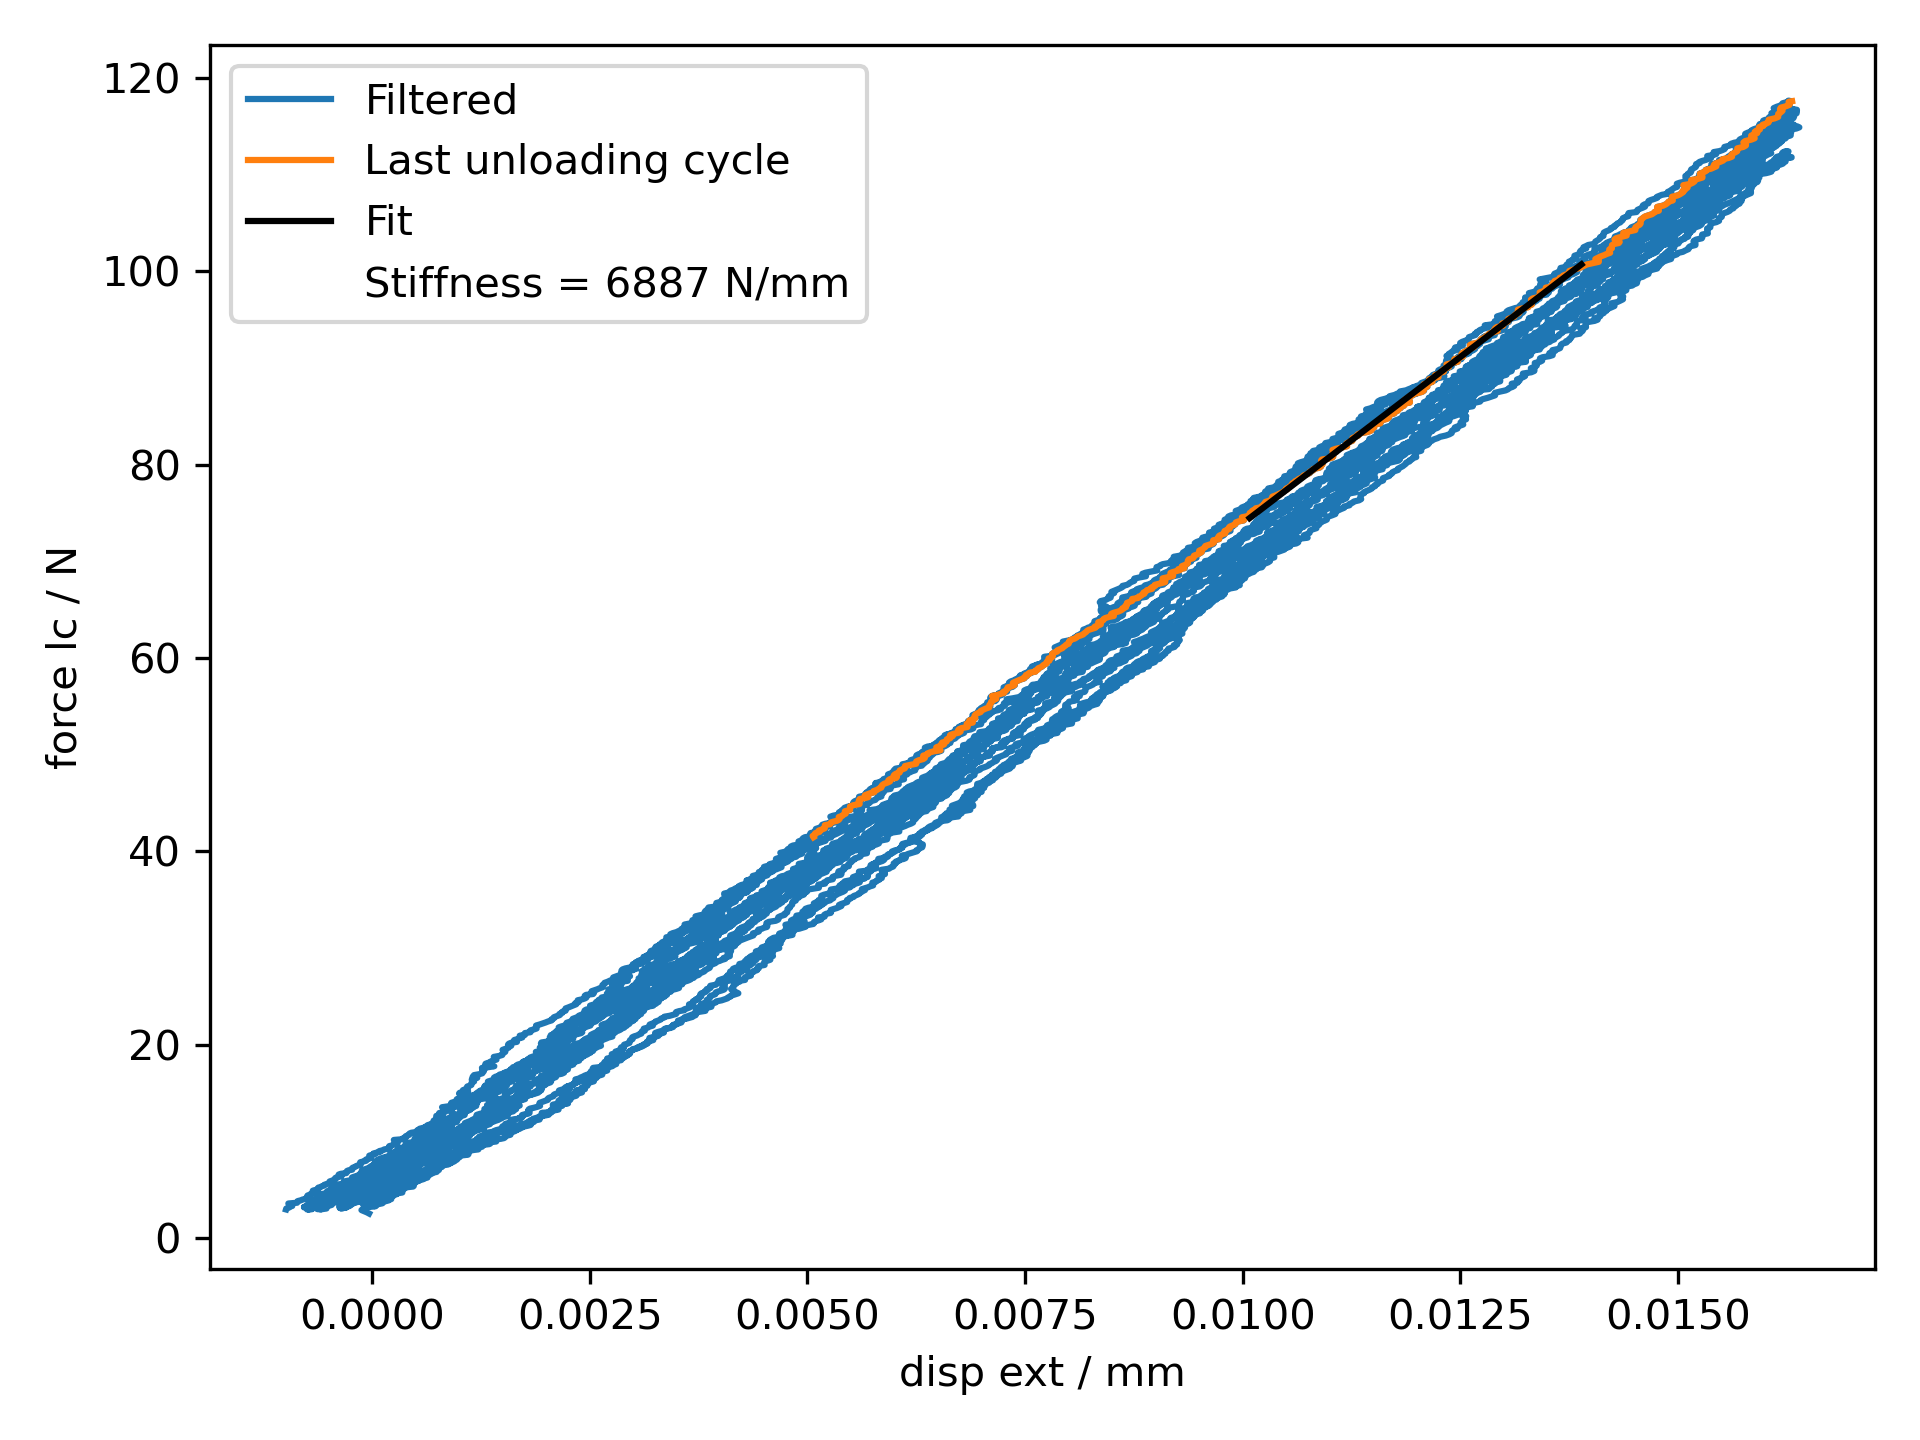 120
100
80
60
40
20
0
force lc / N
Filtered
Last unloading cycle
Fit
Stiffness = 6887 N/mm
0.0000 0.0025 0.0050 0.0075 0.0100 0.0125 0.0150
disp ext / mm